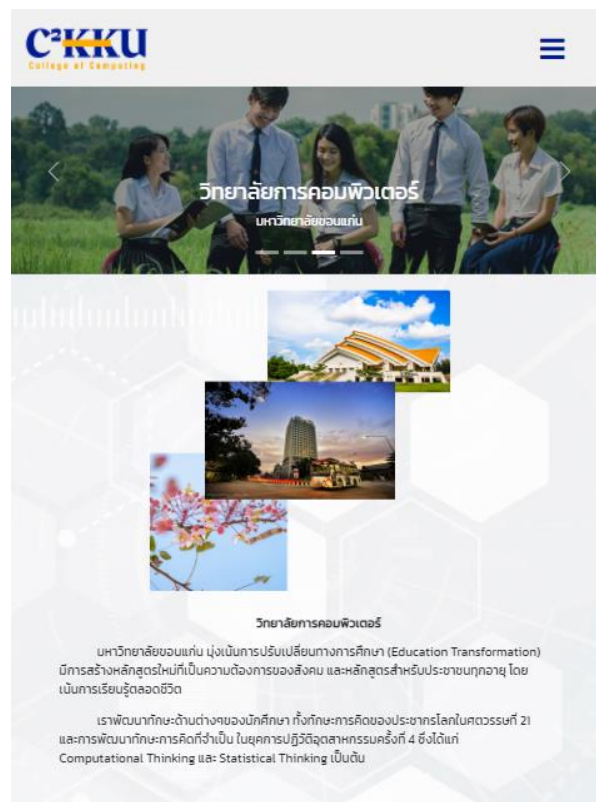 C²KKU
College of Computing
วิทยาลัยการคอมพิวเตอร์
มหาวิทยาลัยขอนแก่น
วิทยาลัยการคอมพิวเตอร์
มหาวิทยาลัยขอนแก่น มุ่งเน้นการปรับเปลี่ยนทางการศึกษา (Education Transformation)
มีการสร้างหลักสูตรใหม่ที่เป็นความต้องการของสังคม และหลักสูตรสำหรับประชาชนทุกอายุ โดย
เน้นการเรียนรู้ตลอดชีวิต
เราพัฒนาทักษะด้านต่างๆของนักศึกษา ทั้งทักษะการคิดของประชากรโลกในศตวรรษที่ 21
และการพัฒนาทักษะการคิดที่จำเป็น ในยุคการปฏิวัติอุตสาหกรรมครั้งที่ 4 ซึ่งได้แก่
Computational Thinking และ Statistical Thinking เป็นต้น